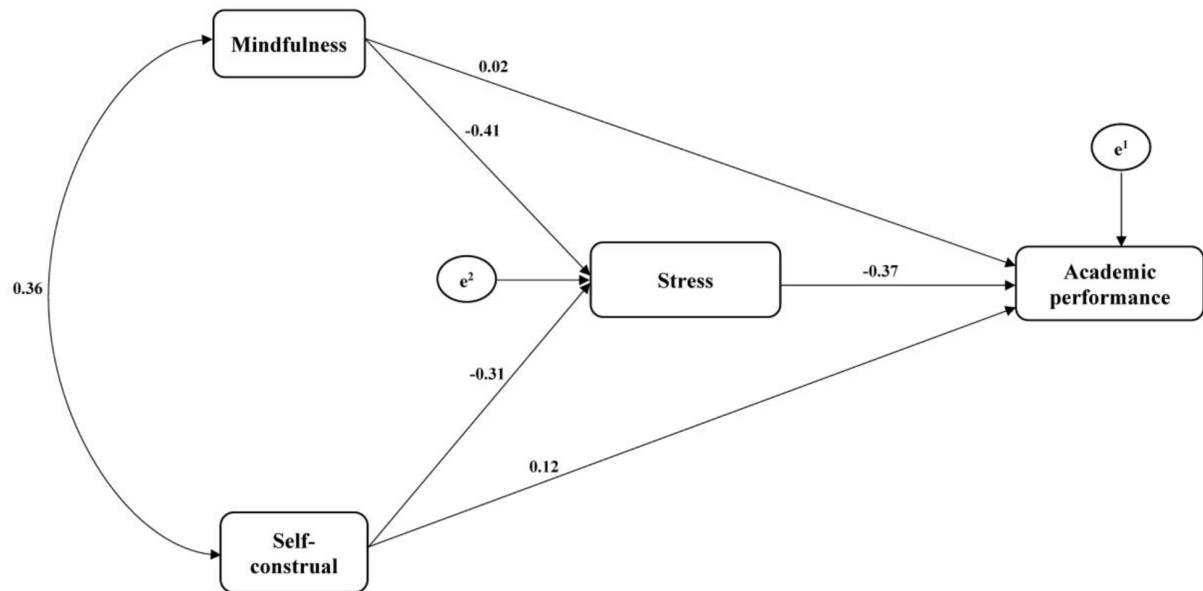 Mindfulness
0.02
-0.41
e¹
0.36
e²
Stress
-0.37
Academic
performance
-0.31
0.12
Self-
construal